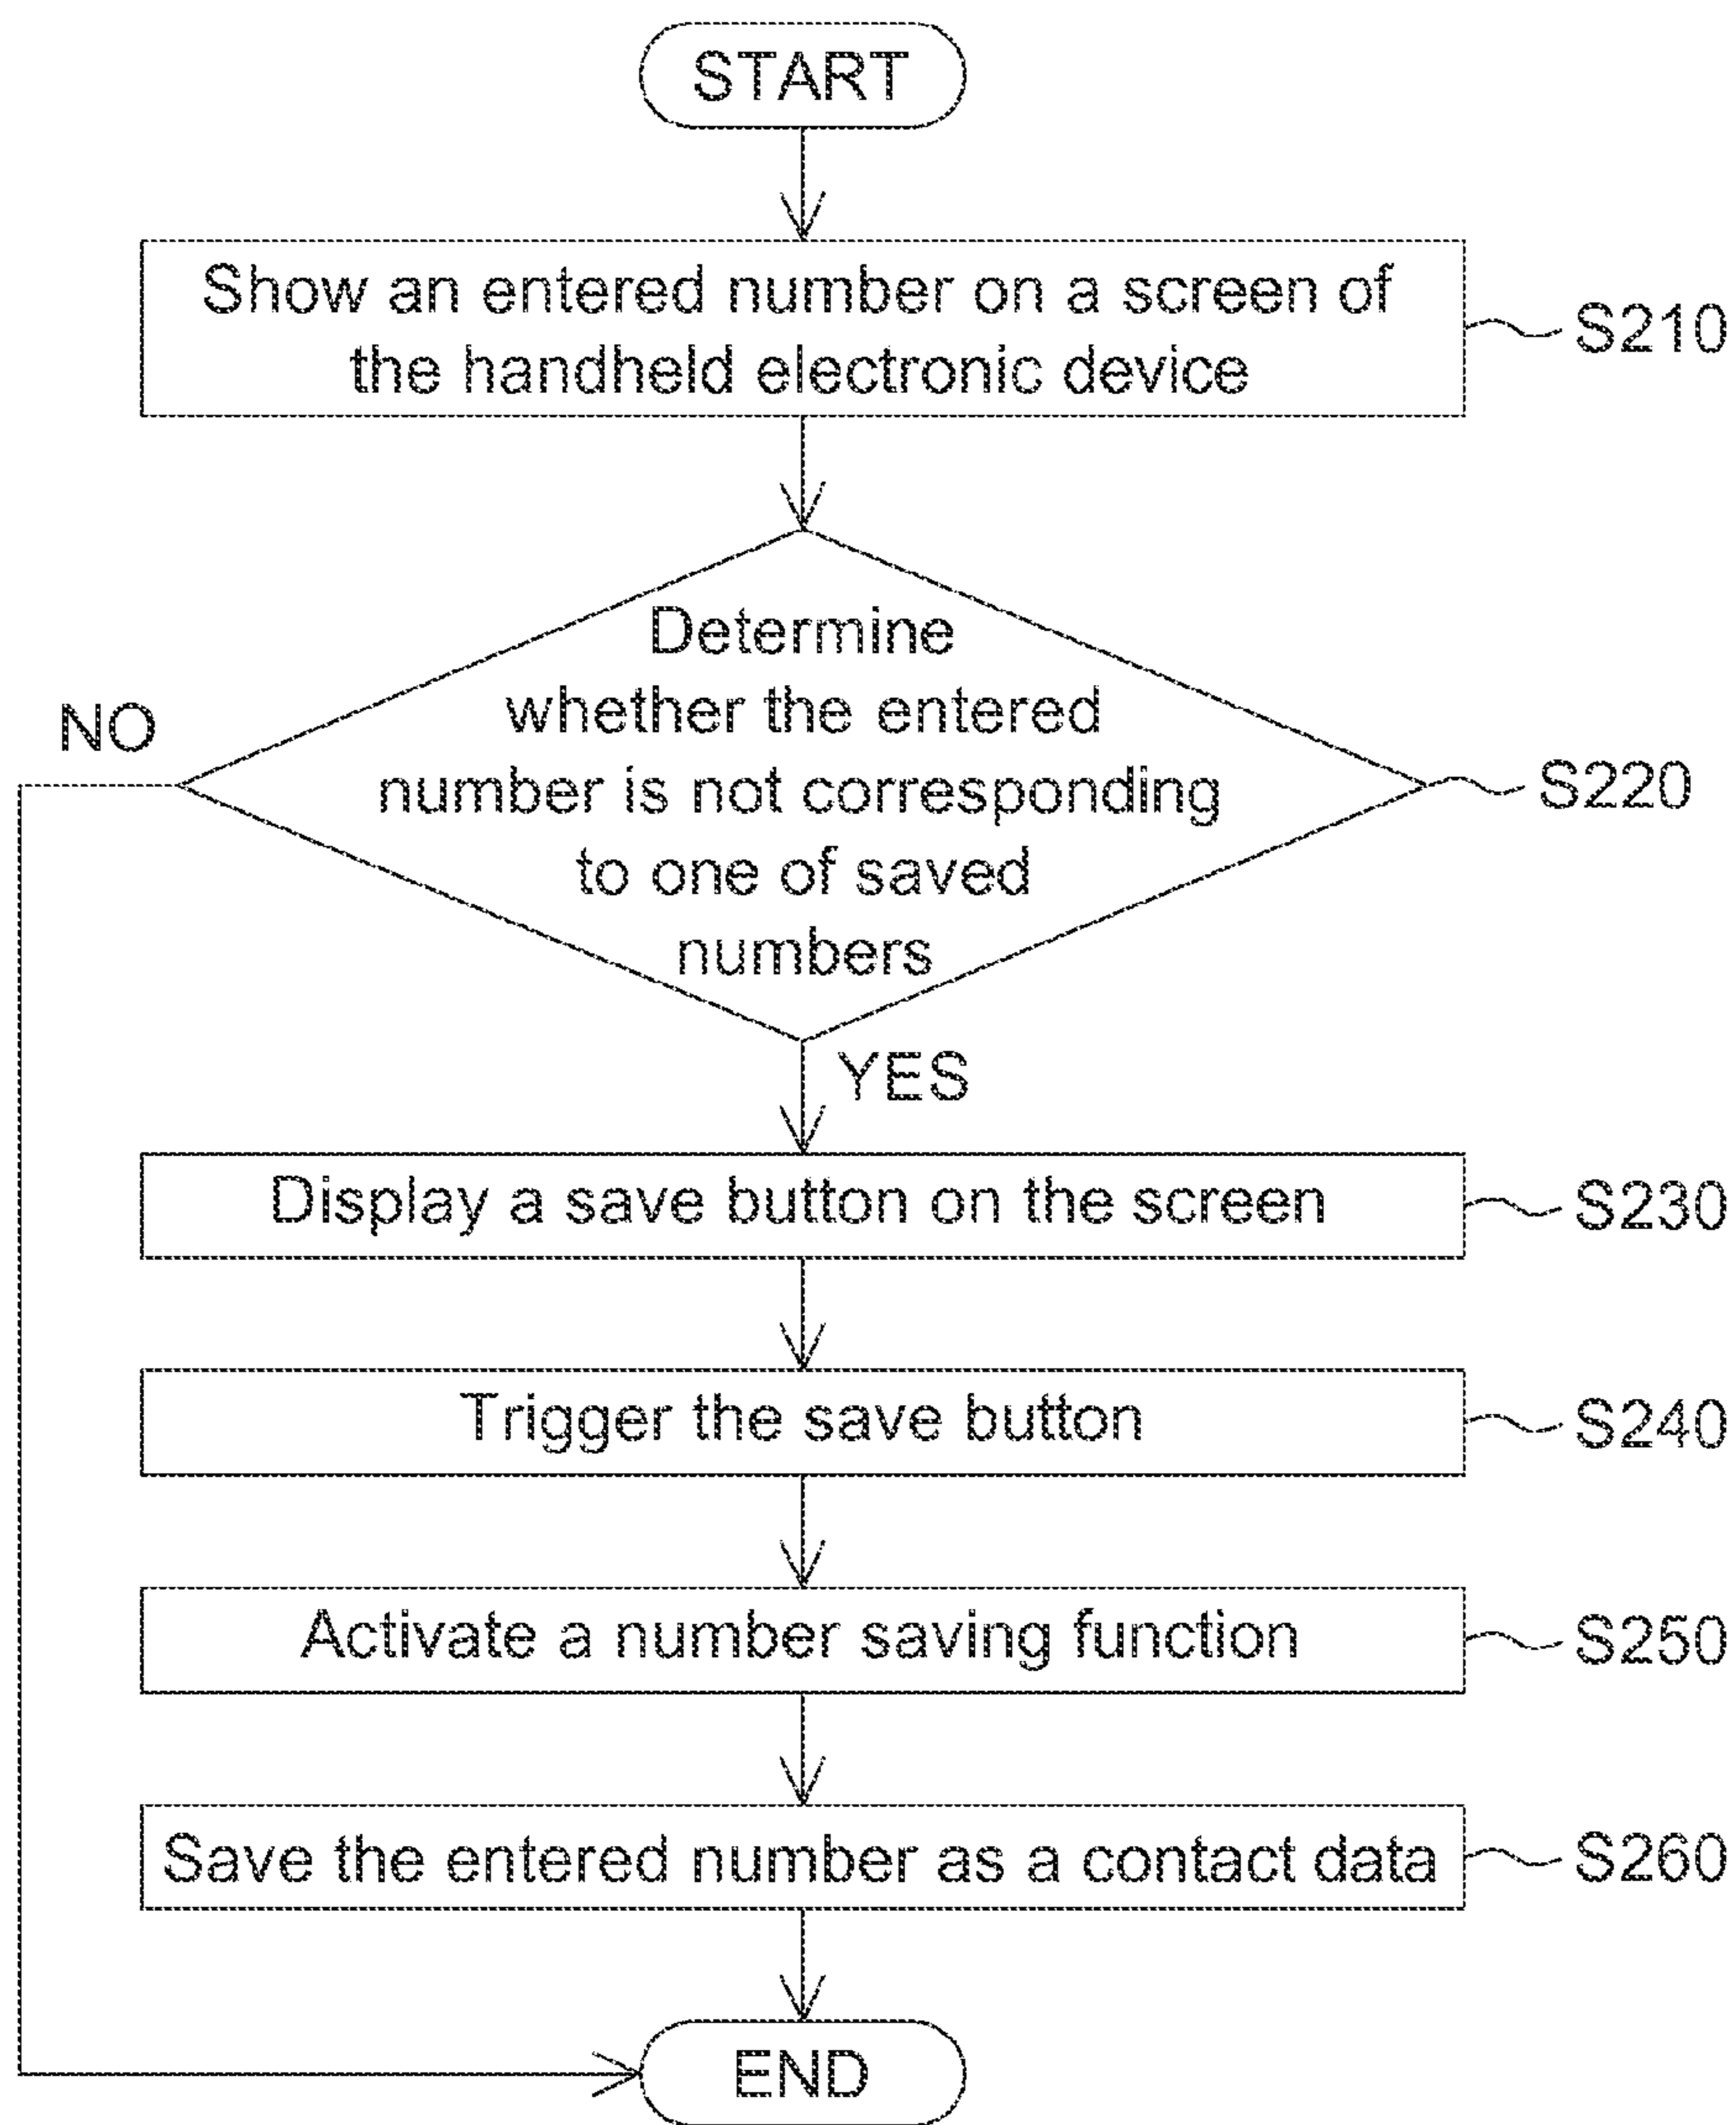 START
Show an entered number on a screen of
the handheld electronic device
S210
Determine
whether the entered
number is not corresponding
to one of saved
numbers
NO
S220
YES
Display a save button on the screen
S230
Trigger the save button
S240
Activate a number saving function
S250
Save the entered number as a contact data
S260
END